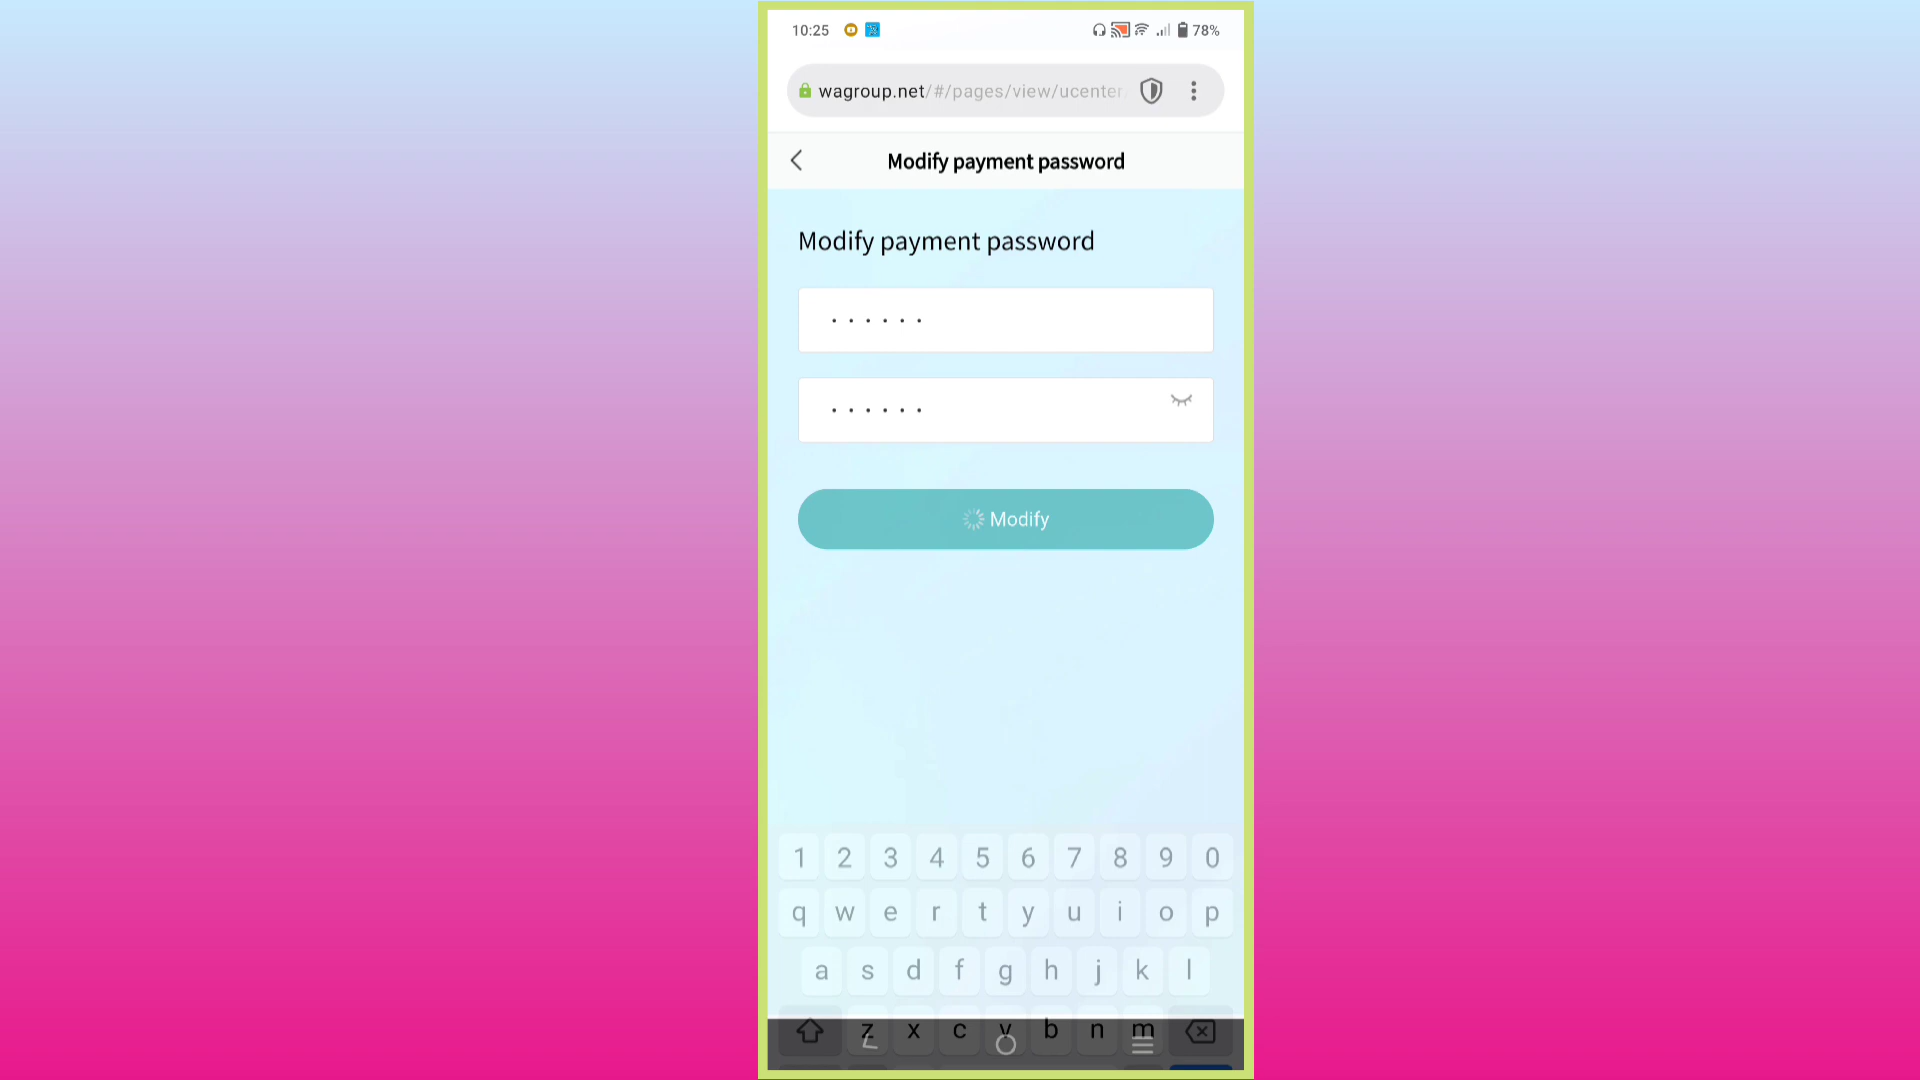 10:25 78%
wagroup.net/#/pages/view/ucenter
Modify payment password
Modify payment password
Modify
1 2 3 4 5 6 7 8 9 0
q w e r t y u i o p
a s d f g h j k l
z x c v b n m